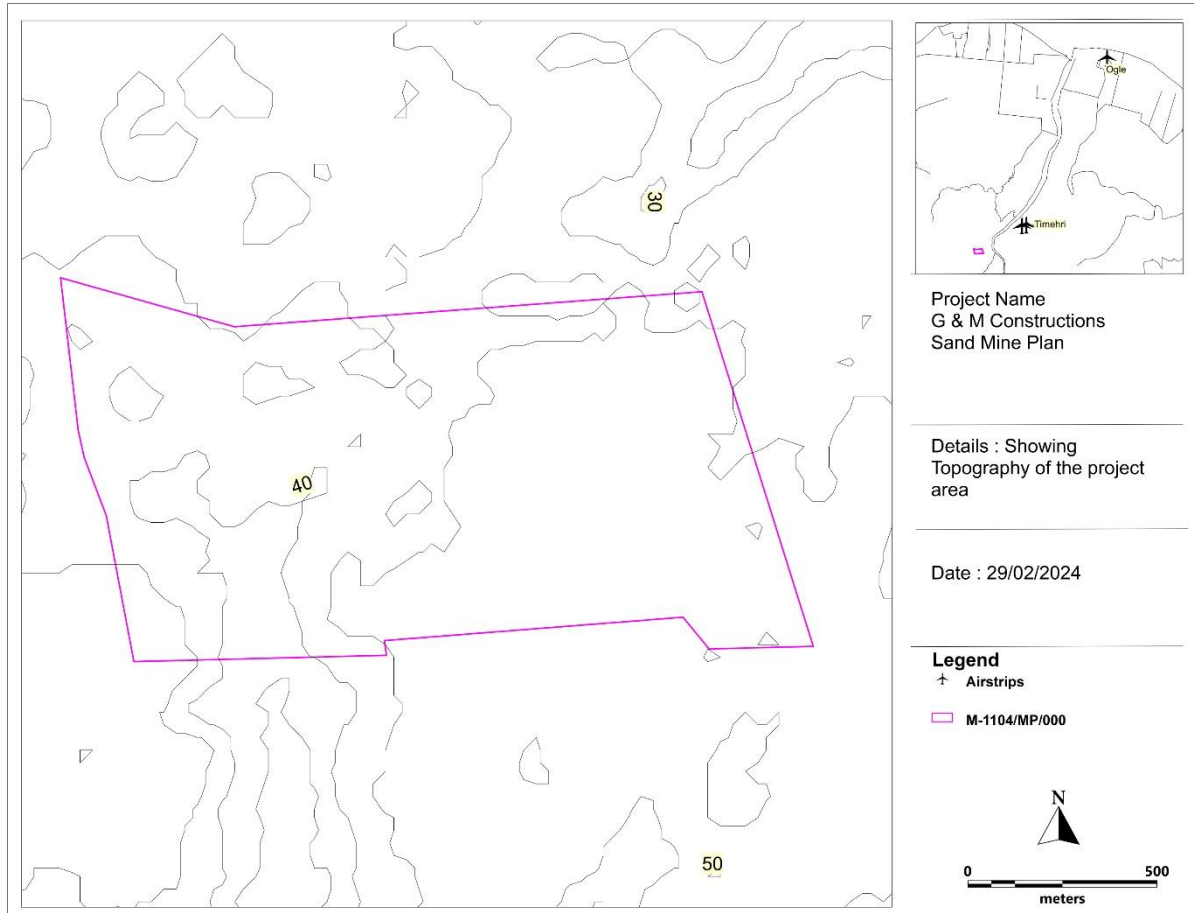 30
40
50
Ogle
Timehri
Project Name
G & M Constructions
Sand Mine Plan
Details : Showing
Topography of the project
area
Date : 29/02/2024
Legend
Airstrips
M-1104/MP/000
N
0 500
meters